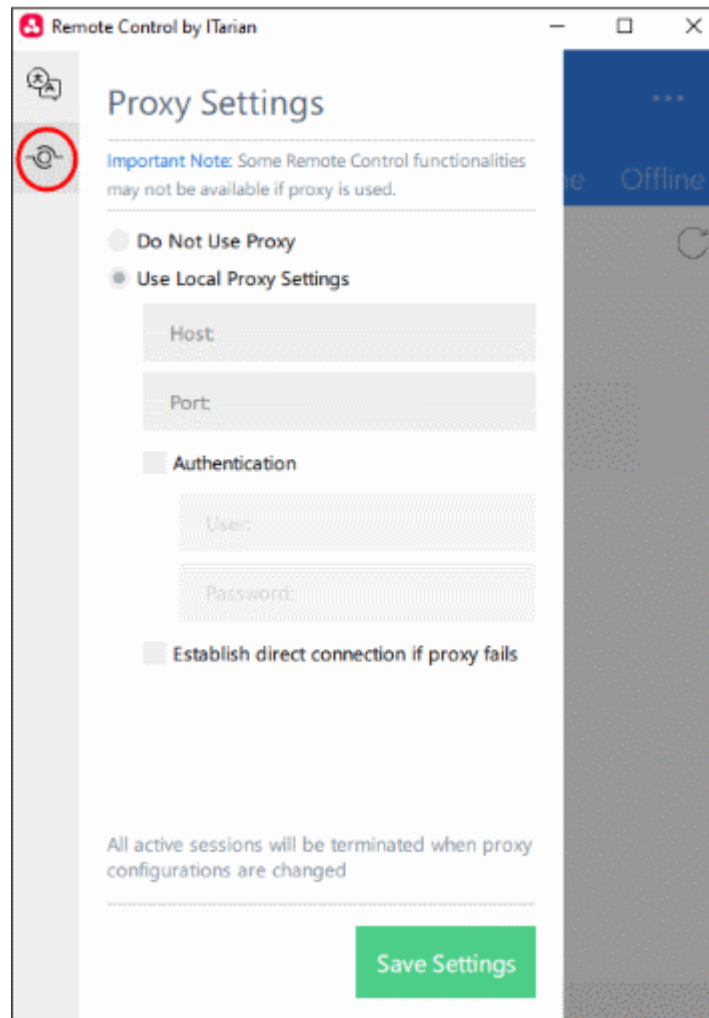 Remote Control by ITarian
Proxy Settings
Important Note: Some Remote Control functionalities
may not be available if proxy is used.
Offline
Do Not Use Proxy
Use Local Proxy Settings
Host:
Port:
Authentication
User:
Password:
Establish direct connection if proxy fails
All active sessions will be terminated when proxy
configurations are changed
Save Settings